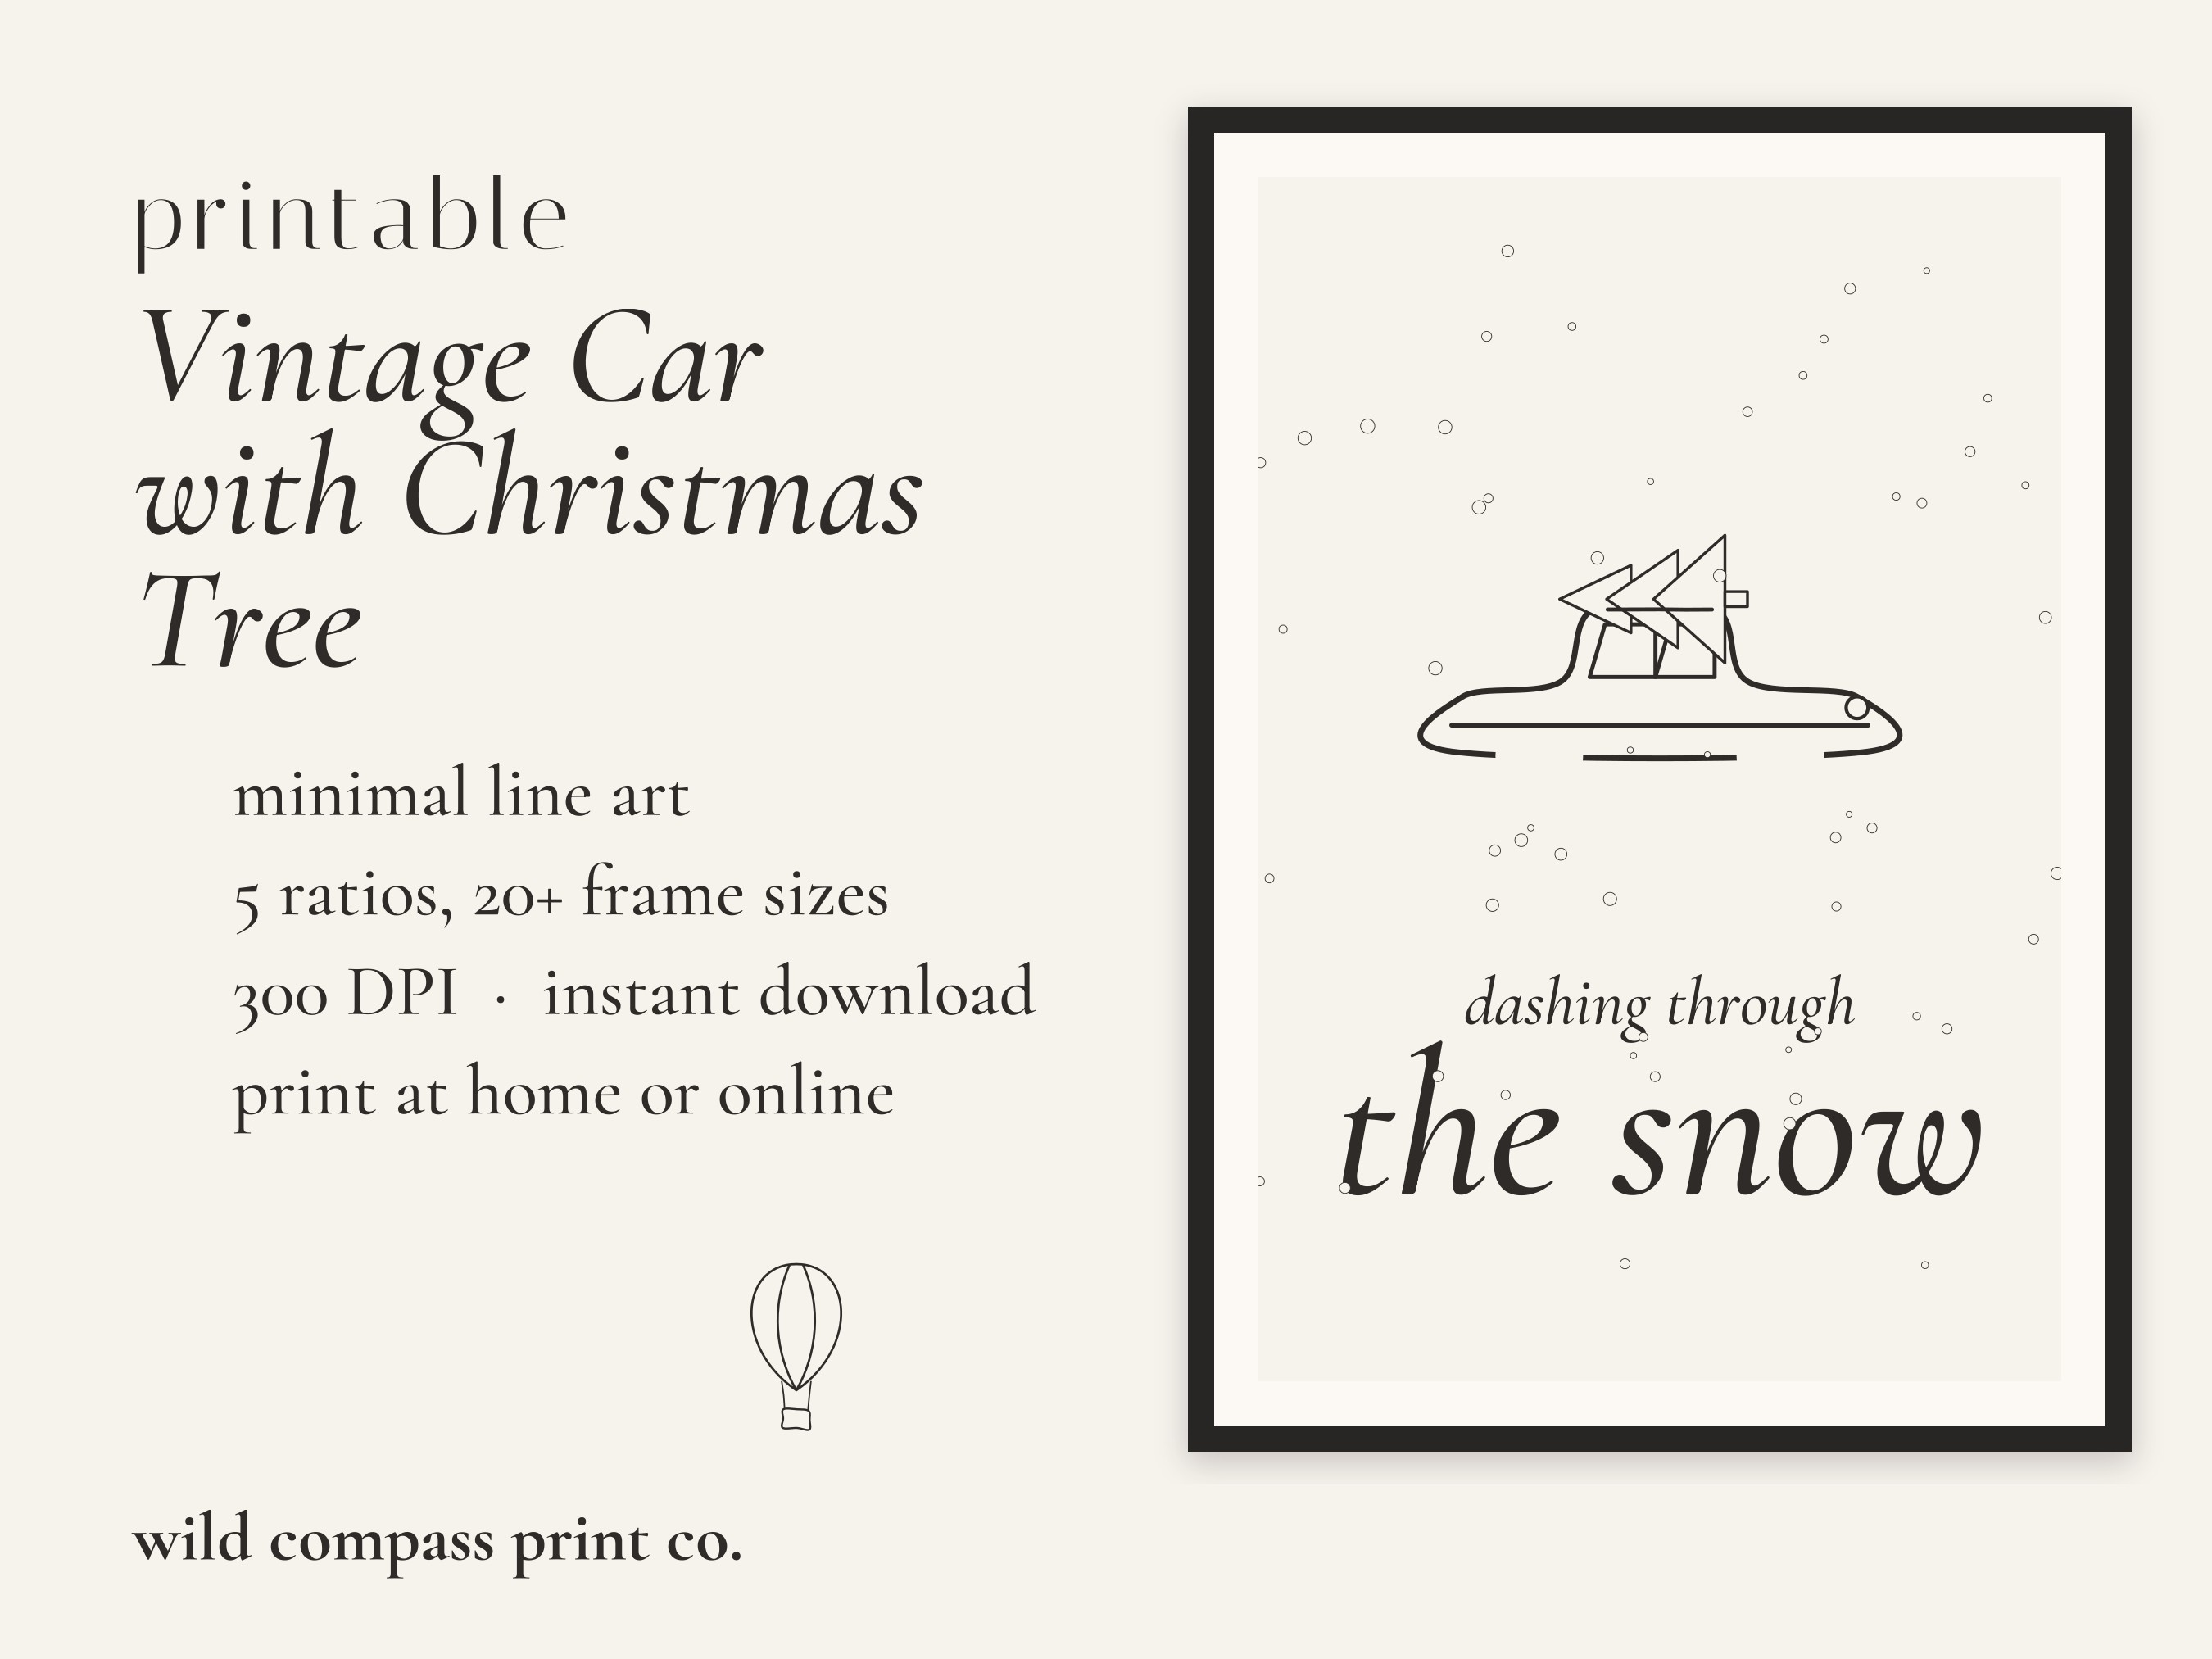 printable
Vintage Car
with Christmas
Tree
minimal line art
5 ratios, 20+ frame sizes
300 DPI · instant download
print at home or online
wild compass print co.
dashing through
the snow